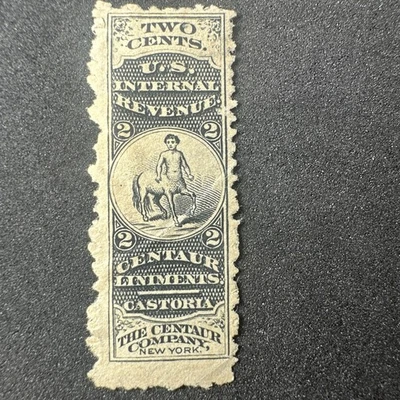 TWO
CENTS.
U.S.
INTERNAL
REVENUE
2 2
2 2
CENTAUR
LINIMENTS
CASTORIA
THE CENTAUR
COMPANY,
NEW YORK.